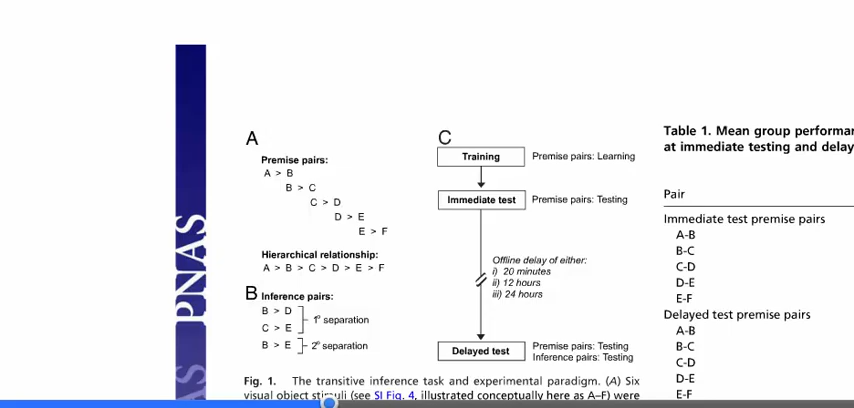 PNAS
PNAS
A
Premise pairs:
A > B
B > C
C > D
D > E
E > F
Hierarchical relationship:
A > B > C > D > E > F
B
Inference pairs:
B > D
C > E
1° separation
B > E
2° separation
C
Training
Premise pairs: Learning
Immediate test
Premise pairs: Testing
Offline delay of either:
i) 20 minutes
ii) 12 hours
iii) 24 hours
Delayed test
Premise pairs: Testing
Inference pairs: Testing
Fig. 1. The transitive inference task and experimental paradigm. (A) Six
visual object stimuli (see SI Fig. 4, illustrated conceptually here as A–F) were
Table 1. Mean group performan
at immediate testing and delay
Pair
Immediate test premise pairs
A-B
B-C
C-D
D-E
E-F
Delayed test premise pairs
A-B
B-C
C-D
D-E
E-F